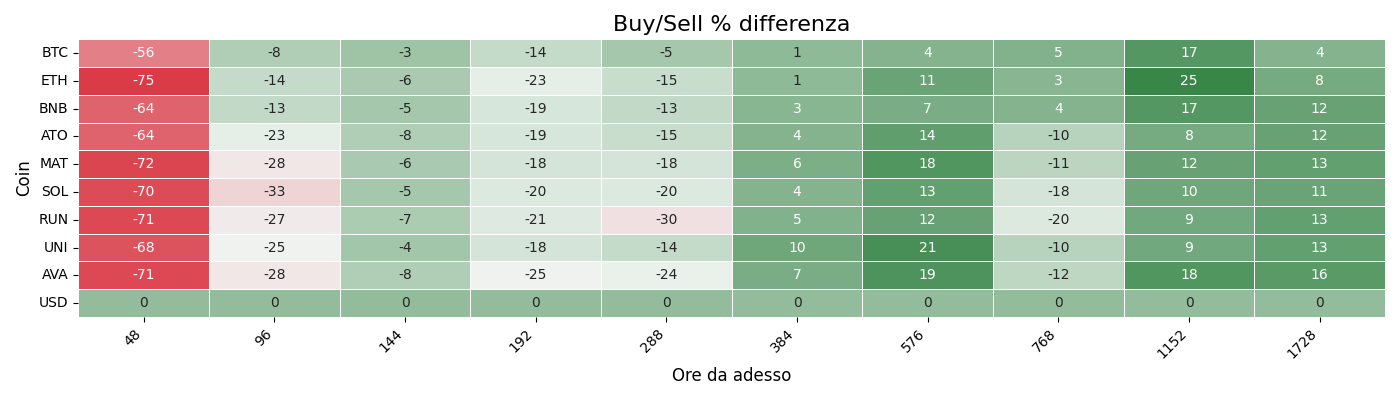 Buy/Sell % differenza
Coin
BTC -56 -8 -3 -14 -5 1 4 5 17 4
ETH -75 -14 -6 -23 -15 1 11 3 25 8
BNB -64 -13 -5 -19 -13 3 7 4 17 12
ATO -64 -23 -8 -19 -15 4 14 -10 8 12
MAT -72 -28 -6 -18 -18 6 18 -11 12 13
SOL -70 -33 -5 -20 -20 4 13 -18 10 11
RUN -71 -27 -7 -21 -30 5 12 -20 9 13
UNI -68 -25 -4 -18 -14 10 21 -10 9 13
AVA -71 -28 -8 -25 -24 7 19 -12 18 16
USD 0 0 0 0 0 0 0 0 0 0
48 96 144 192 288 384 576 768 1152 1728
Ore da adesso